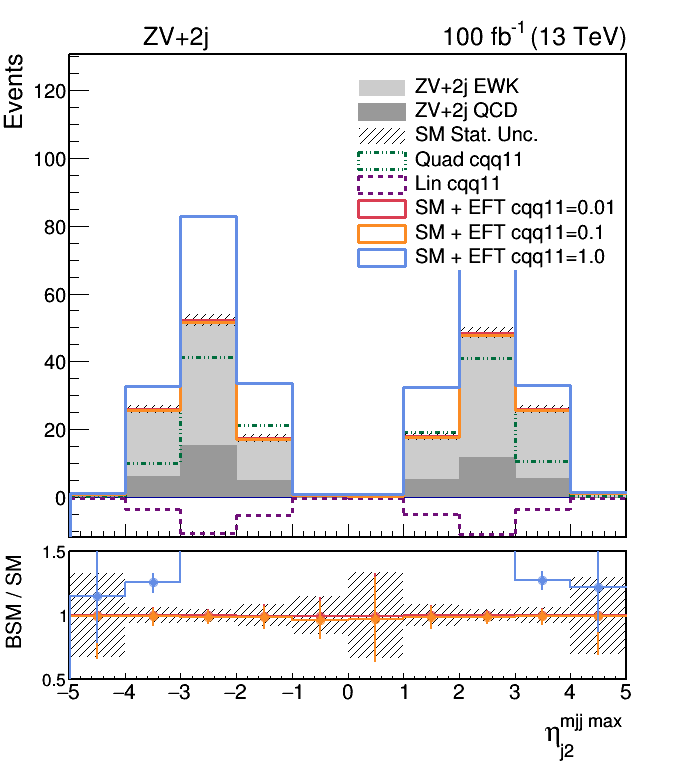 ZV+2j 100 fb⁻¹ (13 TeV)
Events
120
100
80
60
40
20
0
ZV+2j EWK
ZV+2j QCD
SM Stat. Unc.
Quad cqq11
Lin cqq11
SM + EFT cqq11=0.01
SM + EFT cqq11=0.1
SM + EFT cqq11=1.0
BSM / SM
1.5
1
0.5
−5 −4 −3 −2 −1 0 1 2 3 4 5
η_{j2}^{mjj max}